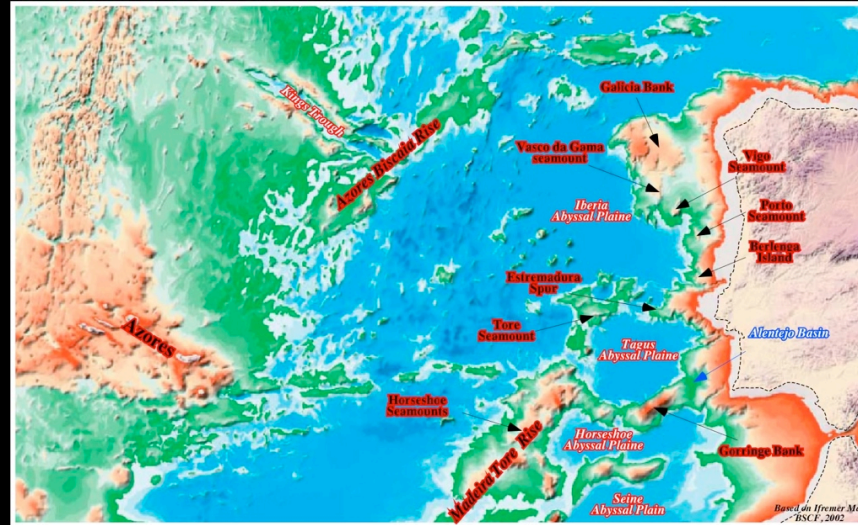 Galicia Bank
Kings Trough
Vasco da Gama
seamount
Vigo
Seamount
Azores Biscaia Rise
Iberia
Abyssal Plaine
Porto
Seamount
Berlenga
Island
Estremadura
Spur
Azores
Tore
Seamount
Tagus
Abyssal Plaine
Alentejo Basin
Horseshoe
Seamounts
Madeira Tore Rise
Horseshoe
Abyssal Plaine
Gorringe Bank
Seine
Abyssal Plain
Based on Ifremer M
BSCF, 2002